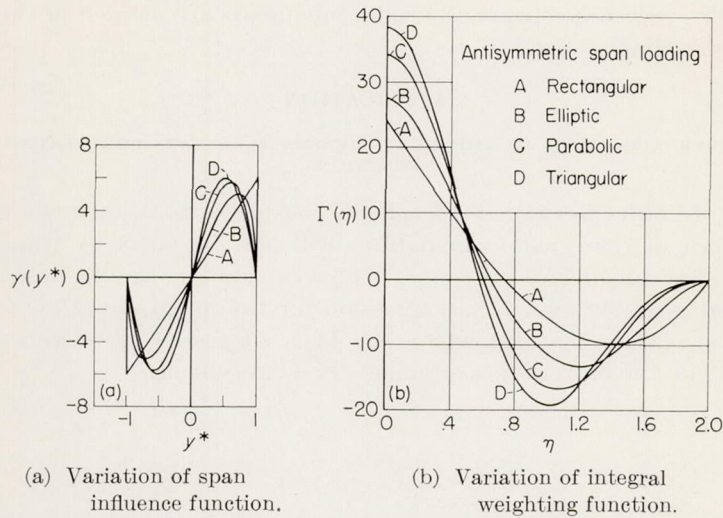 8
4
γ(y*) 0
-4
-8
-1 0 1
y*
(a)
D
C
B
A
40
30
20
Γ(η) 10
0
-10
-20
0 .4 .8 1.2 1.6 2.0
η
(b)
D
C
B
A
Antisymmetric span loading
A Rectangular
B Elliptic
C Parabolic
D Triangular
A
B
C
D
(a) Variation of span
influence function.
(b) Variation of integral
weighting function.